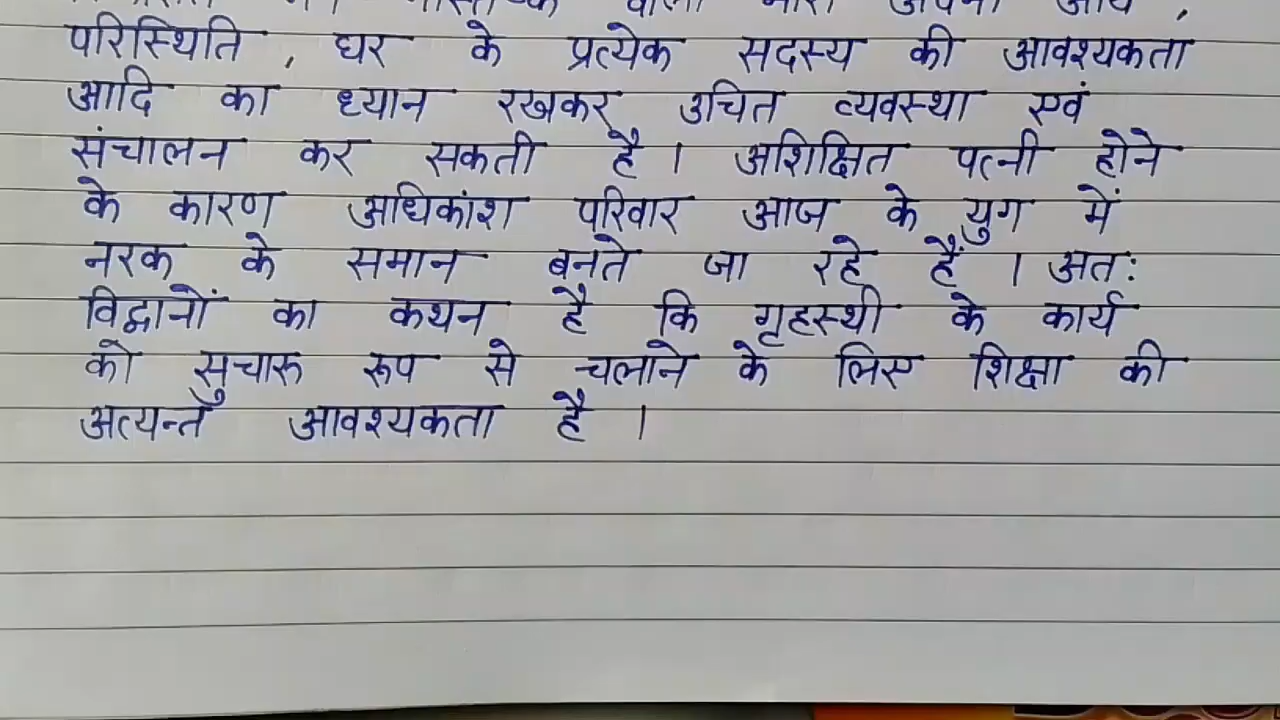 परिस्थिति , घर के प्रत्येक सदस्य की आवश्यकता
आदि का ध्यान रखकर उचित व्यवस्था एवं
संचालन कर सकती है । अशिक्षित पत्नी होने
के कारण अधिकांश परिवार आज के युग में
नरक के समान बनते जा रहे हैं । अतः
विद्वानों का कथन है कि गृहस्थी के कार्य
को सुचारू रूप से चलाने के लिए शिक्षा की
अत्यन्त आवश्यकता है ।